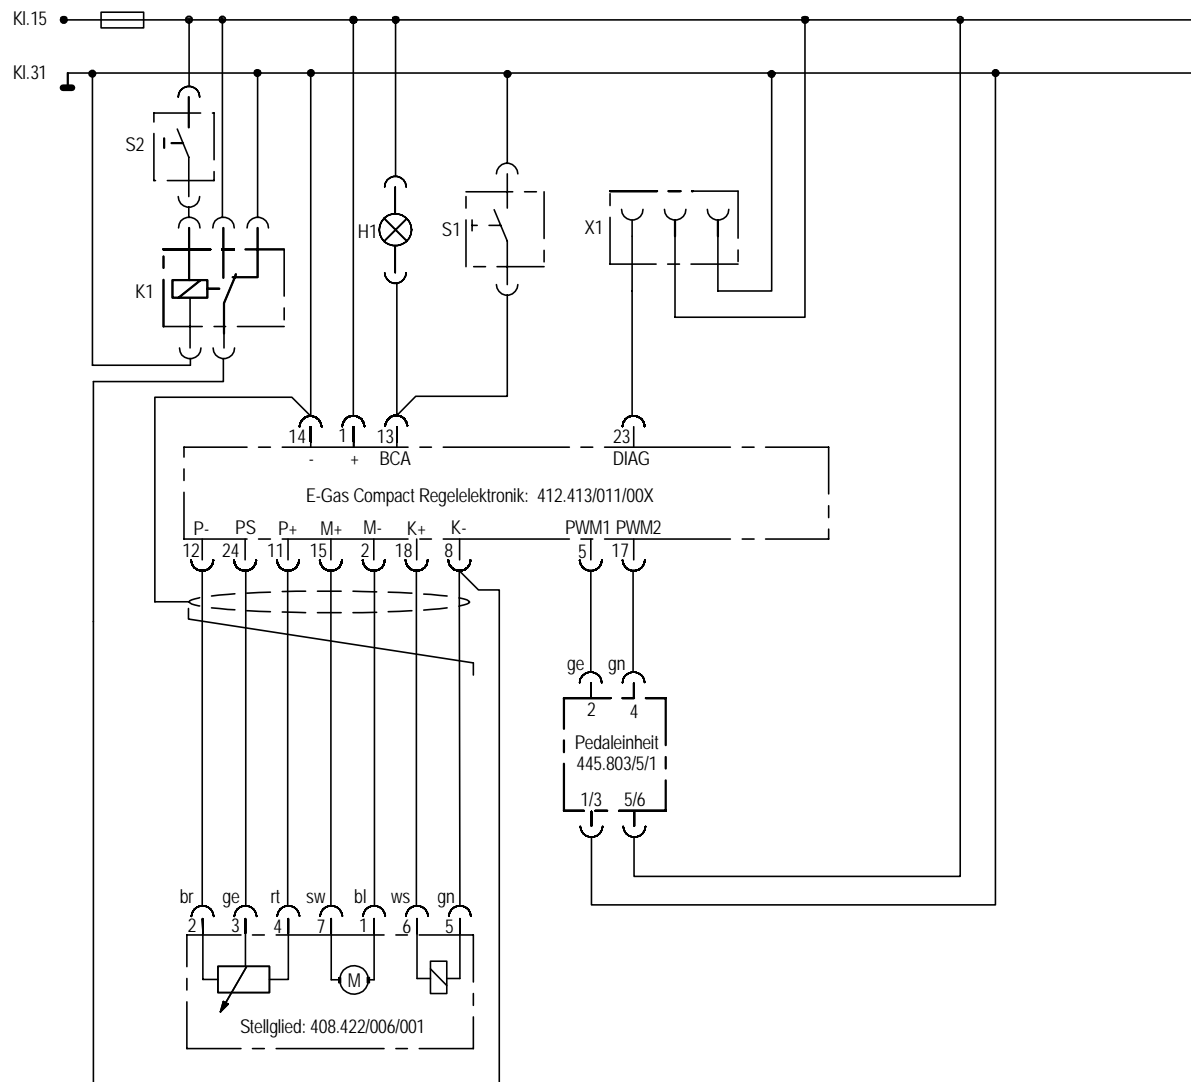 Kl.15
Kl.31
S2
H1
S1
X1
K1
14 1 13 23
- + BCA DIAG
E-Gas Compact Regelelektronik: 412.413/011/00X
P- PS P+ M+ M- K+ K- PWM1 PWM2
12 24 11 15 2 18 8 5 17
ge gn
2 4
Pedaleinheit
445.803/5/1
1/3 5/6
br ge rt sw bl ws gn
2 3 4 7 1 6 5
M
Stellglied: 408.422/006/001